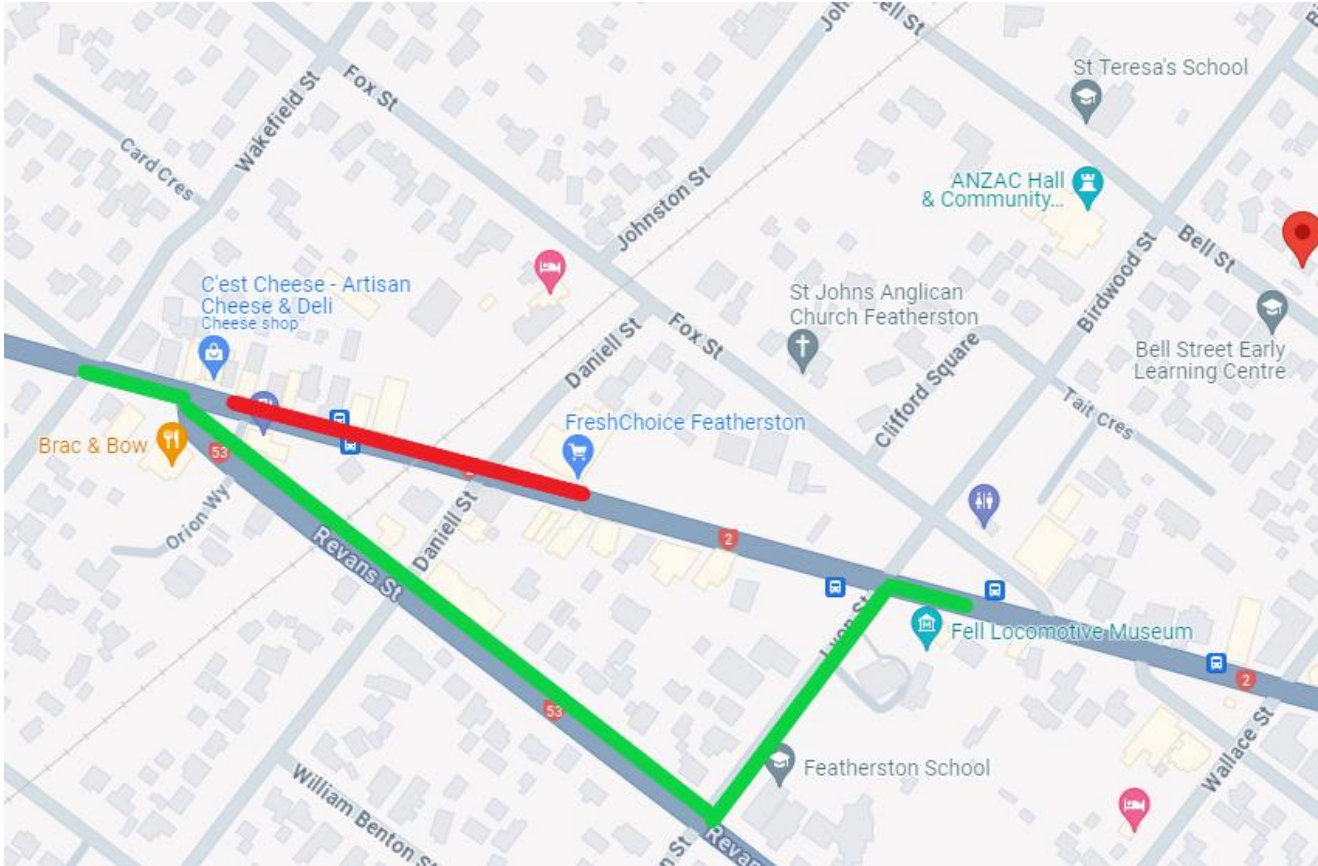 Bell St
St Teresa's School
Fox St
Wakefield St
Card Cres
Johnston St
ANZAC Hall
& Community...
Bell St
Birdwood St
C'est Cheese - Artisan
Cheese & Deli
Cheese shop
St Johns Anglican
Church Featherston
Fox St
Daniell St
Clifford Square
Bell Street Early
Learning Centre
Tait Cres
FreshChoice Featherston
Brac & Bow
53
Orion Wy
Daniell St
Revans St
2
Lyon St
Fell Locomotive Museum
2
53
Wallace St
Featherston School
William Benton St